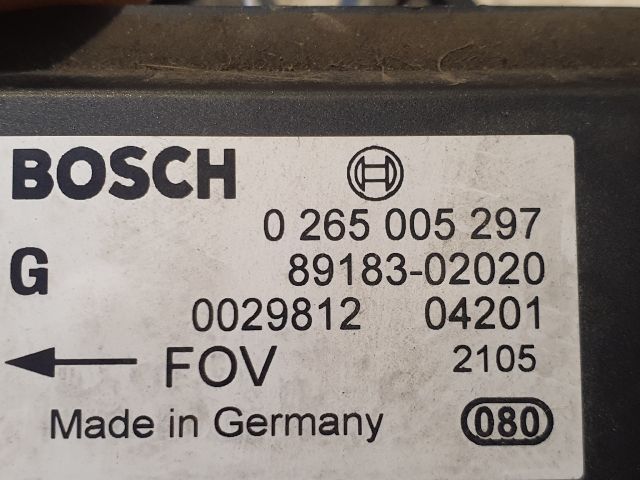 BOSCH
0 265 005 297
G 89183-02020
0029812 04201
FOV 2105
Made in Germany 080